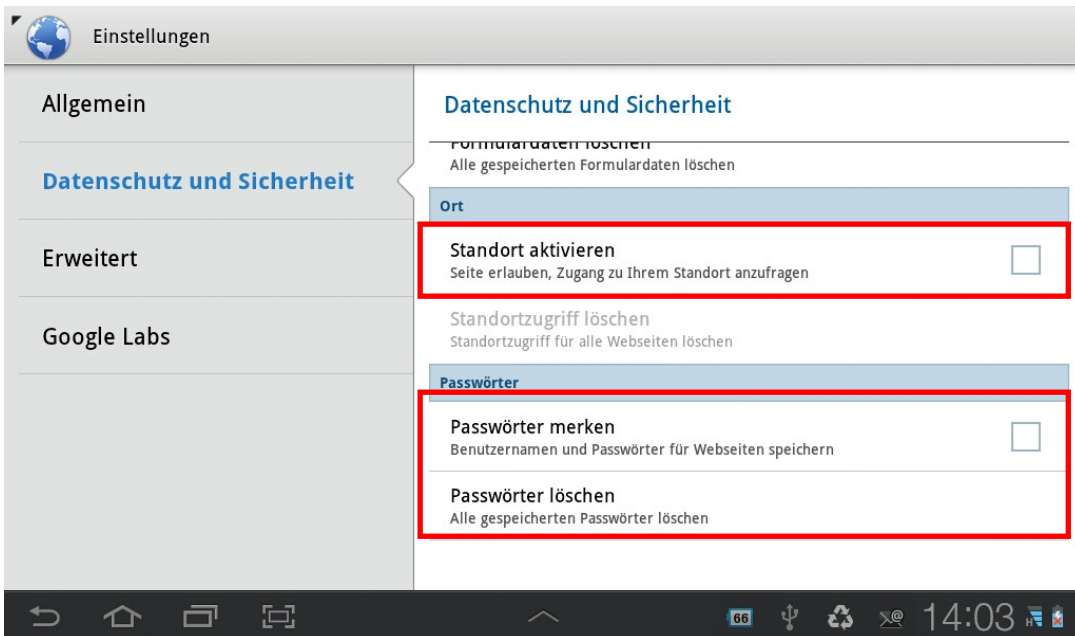 Einstellungen
Allgemein
Datenschutz und Sicherheit
Erweitert
Google Labs
Datenschutz und Sicherheit
Formulardaten löschen
Alle gespeicherten Formulardaten löschen
Ort
Standort aktivieren
Seite erlauben, Zugang zu Ihrem Standort anzufragen
Standortzugriff löschen
Standortzugriff für alle Webseiten löschen
Passwörter
Passwörter merken
Benutzernamen und Passwörter für Webseiten speichern
Passwörter löschen
Alle gespeicherten Passwörter löschen
66
14:03
H